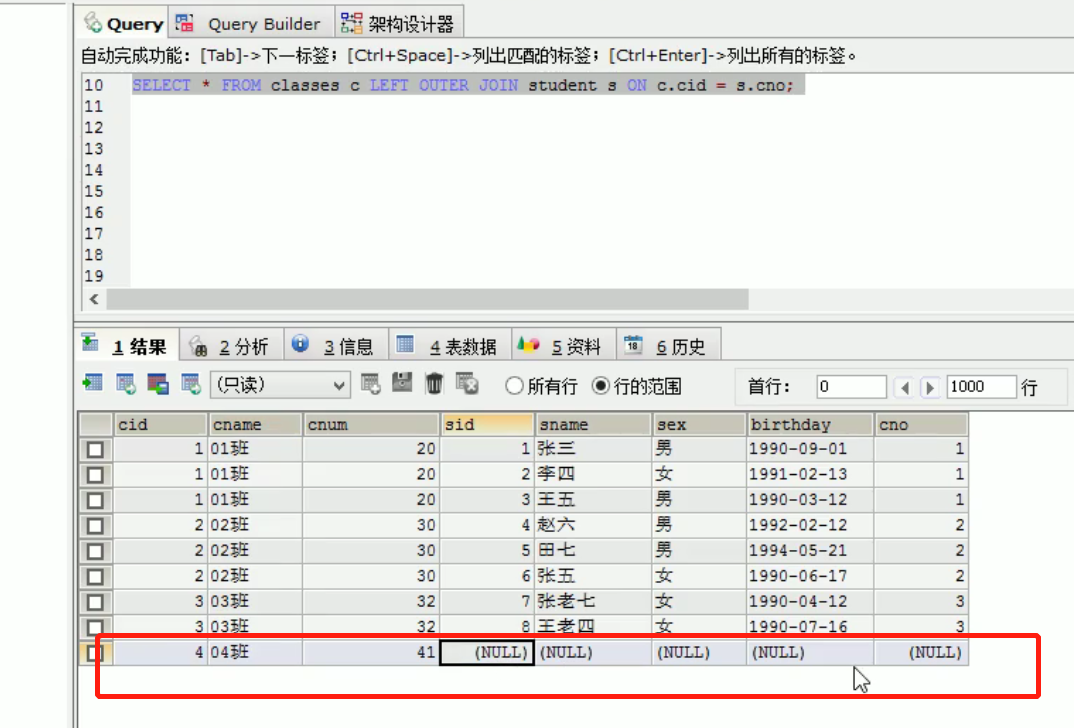 Query Query Builder 架构设计器
自动完成功能：[Tab]->下一标签；[Ctrl+Space]->列出匹配的标签；[Ctrl+Enter]->列出所有的标签。
10 SELECT * FROM classes c LEFT OUTER JOIN student s ON c.cid = s.cno;
11
12
13
14
15
16
17
18
19
1 结果 2 分析 3 信息 4 表数据 5 资料 18 6 历史
(只读) 所有行 行的范围 首行： 0 1000 行
cid cname cnum sid sname sex birthday cno
1 01班 20 1 张三 男 1990-09-01 1
1 01班 20 2 李四 女 1991-02-13 1
1 01班 20 3 王五 男 1990-03-12 1
2 02班 30 4 赵六 男 1992-02-12 2
2 02班 30 5 田七 男 1994-05-21 2
2 02班 30 6 张五 女 1990-06-17 2
3 03班 32 7 张老七 女 1990-04-12 3
3 03班 32 8 王老四 女 1990-07-16 3
4 04班 41 (NULL) (NULL) (NULL) (NULL) (NULL)